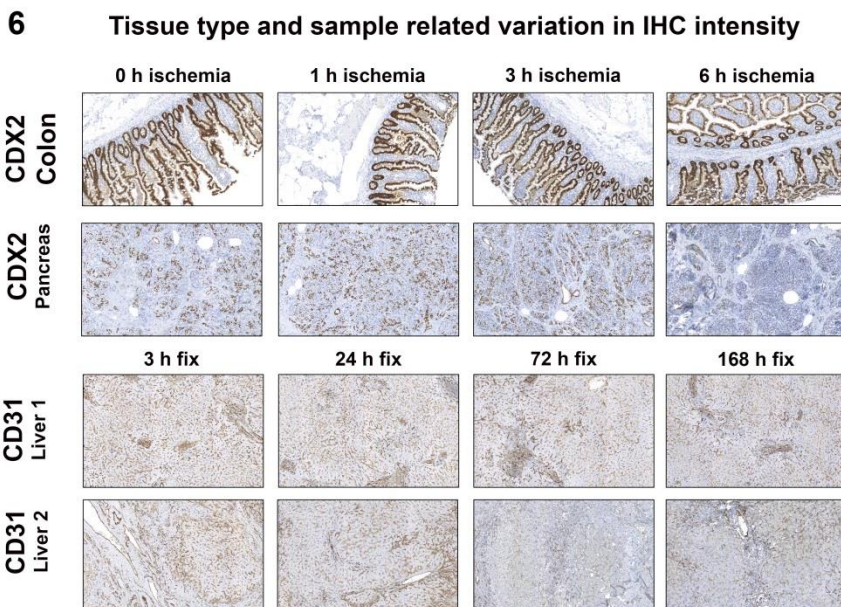 6 Tissue type and sample related variation in IHC intensity
0 h ischemia 1 h ischemia 3 h ischemia 6 h ischemia
CDX2
Colon
CDX2
Pancreas
3 h fix 24 h fix 72 h fix 168 h fix
CD31
Liver 1
CD31
Liver 2